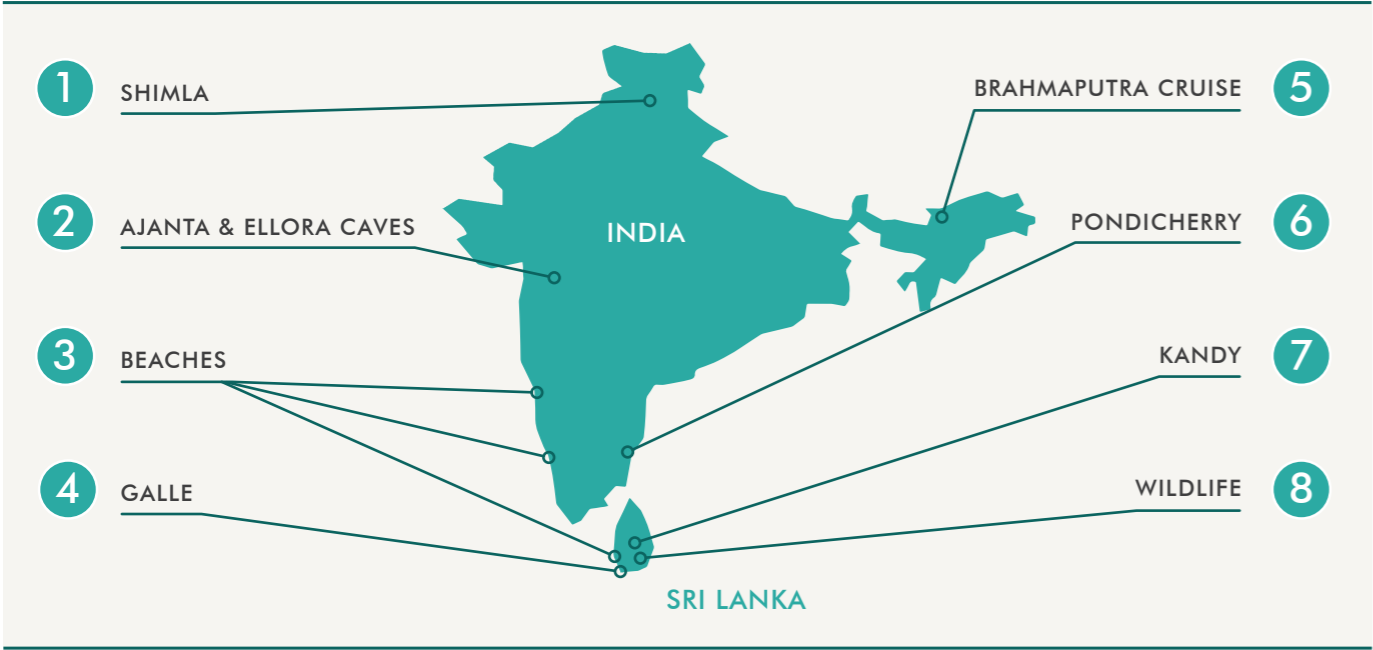 1 SHIMLA
2 AJANTA & ELLORA CAVES
3 BEACHES
4 GALLE
INDIA
SRI LANKA
BRAHMAPUTRA CRUISE 5
PONDICHERRY 6
KANDY 7
WILDLIFE 8